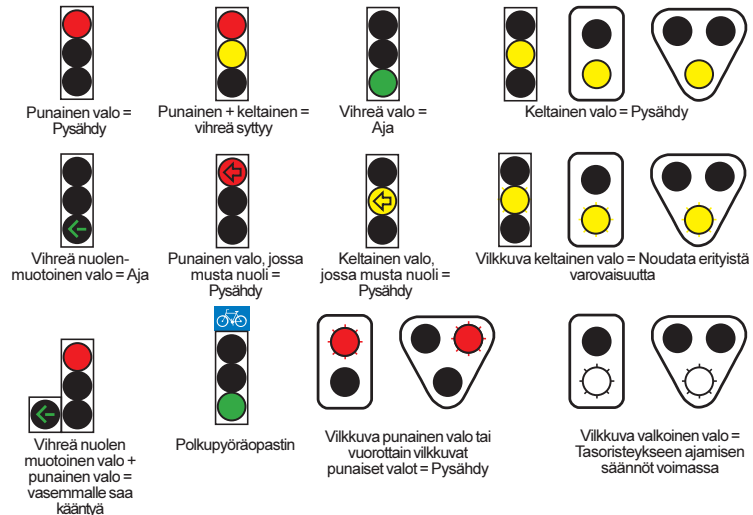 Punainen valo =
Pysähdy
Punainen + keltainen =
vihreä syttyy
Vihreä valo =
Aja
Keltainen valo = Pysähdy
Vihreä nuolen-
muotoinen valo = Aja
Punainen valo, jossa
musta nuoli =
Pysähdy
Keltainen valo,
jossa musta nuoli =
Pysähdy
Vilkkuva keltainen valo = Noudata erityistä
varovaisuutta
Vihreä nuolen
muotoinen valo +
punainen valo =
vasemmalle saa
kääntyä
Polkupyöräopastin
Vilkkuva punainen valo tai
vuorottain vilkkuvat
punaiset valot = Pysähdy
Vilkkuva valkoinen valo =
Tasoristeykseen ajamisen
säännöt voimassa